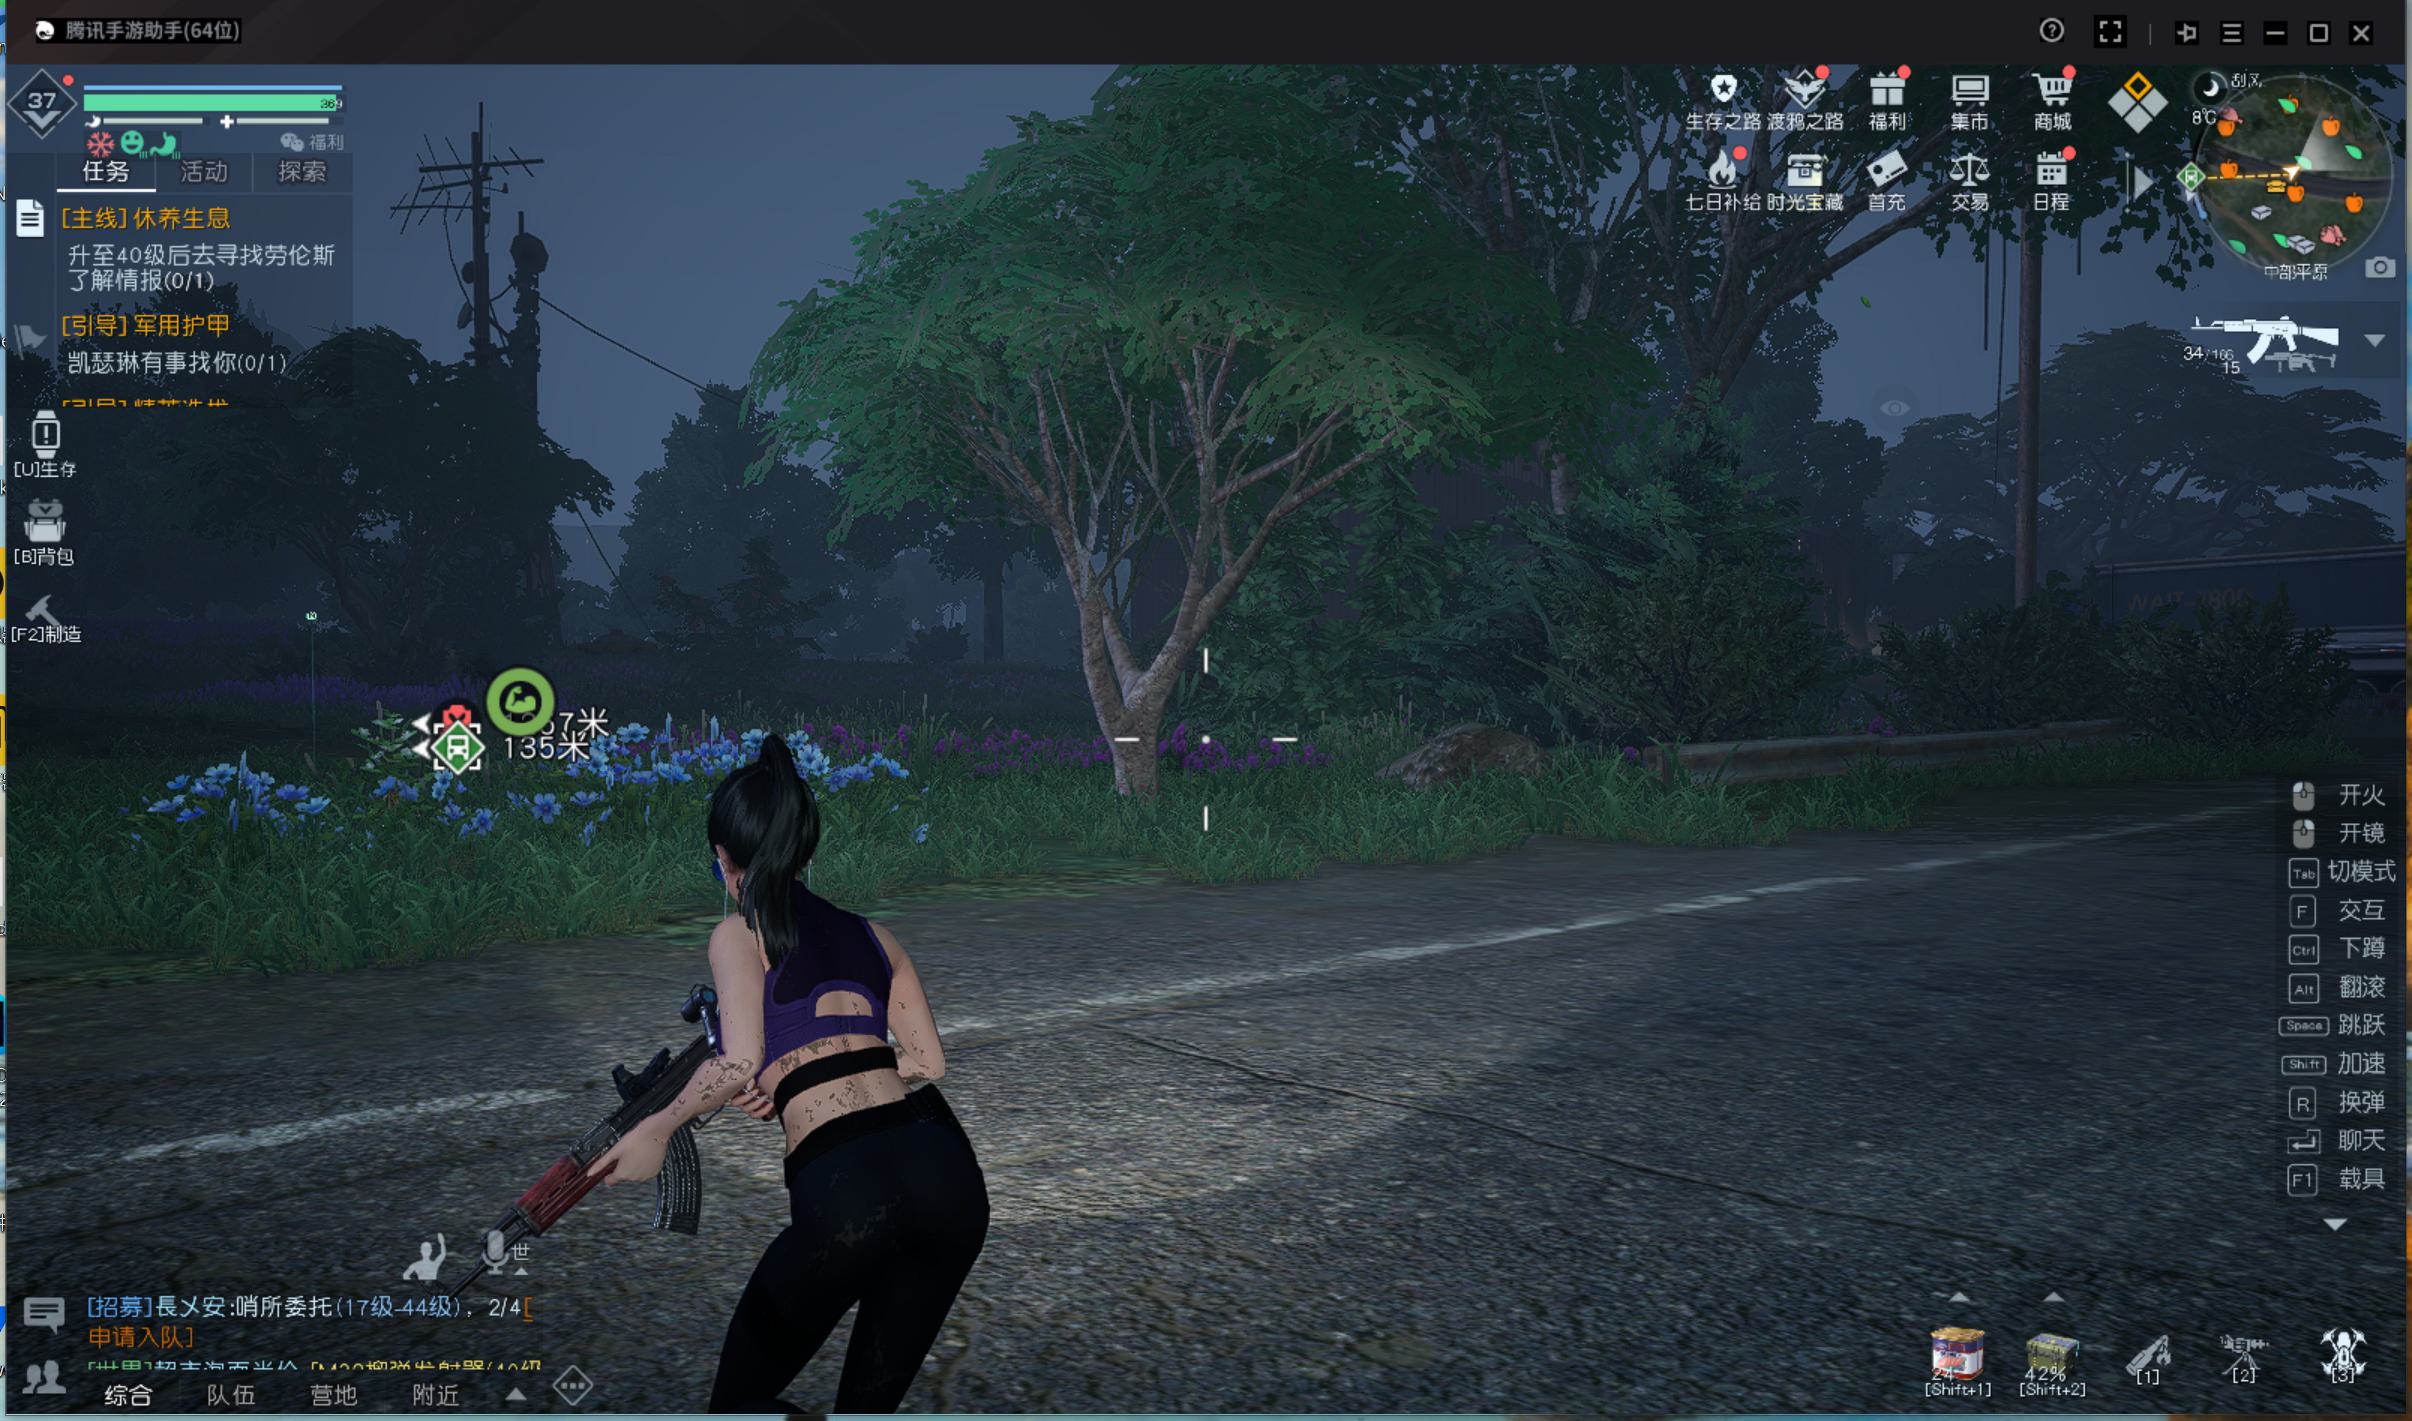 腾讯手游助手(64位)
37
369
福利
任务 活动 探索
[主线]休养生息
升至40级后去寻找劳伦斯
了解情报(0/1)
[引导]军用护甲
凯瑟琳有事找你(0/1)
[U]生存
[B]背包
[F2]制造
生存之路 渡鸦之路 福利 集市 商城
七日补给 时光宝藏 首充 交易 日程
刮风
8℃
中部平原
34/166
15
135米
开火
开镜
Tab 切模式
F 交互
Ctrl 下蹲
Alt 翻滚
Space 跳跃
Shift 加速
R 换弹
聊天
F1 载具
世
[招募]長乂安:哨所委托(17级-44级)，2/4[
申请入队]
综合 队伍 营地 附近
24
[Shift+1]
42%
[Shift+2]
[1]
[2]
[3]